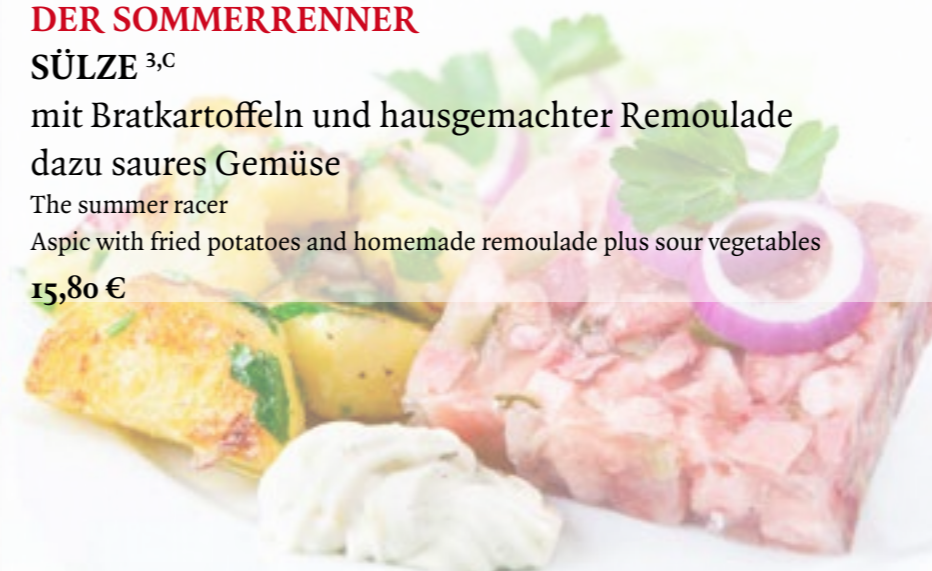 DER SOMMERRENNER
SÜLZE ³,ᶜ
mit Bratkartoffeln und hausgemachter Remoulade
dazu saures Gemüse
The summer racer
Aspic with fried potatoes and homemade remoulade plus sour vegetables
15,80 €